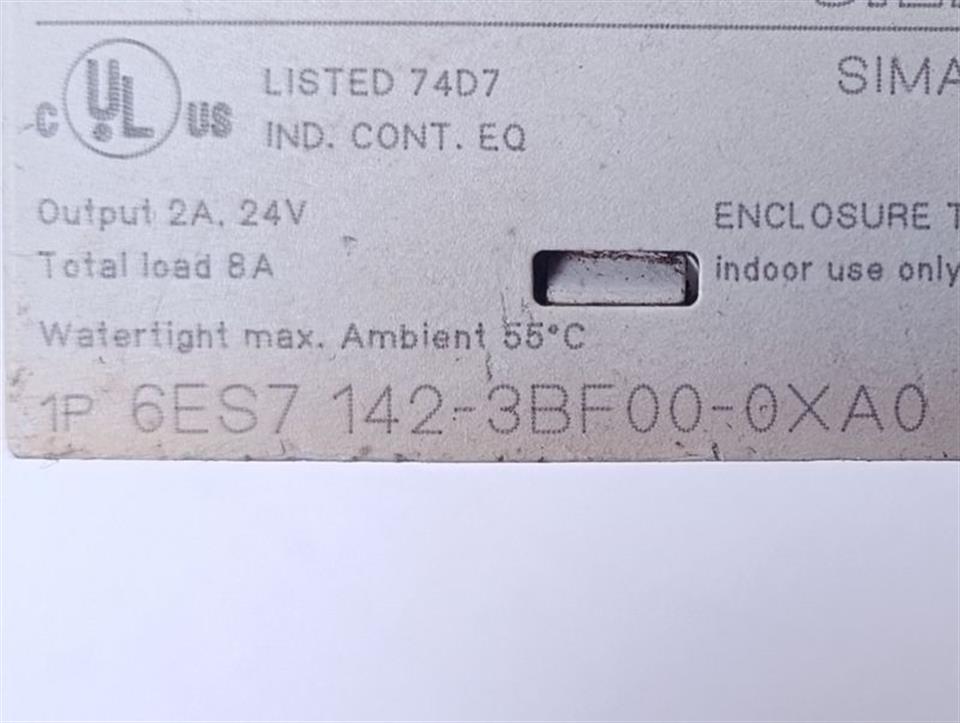 SIMA
LISTED 74D7
C UL US
IND. CONT. EQ
Output 2A, 24V
ENCLOSURE T
Total load 8A
indoor use only
Watertight max. Ambient 55°C
1P 6ES7 142-3BF00-0XA0